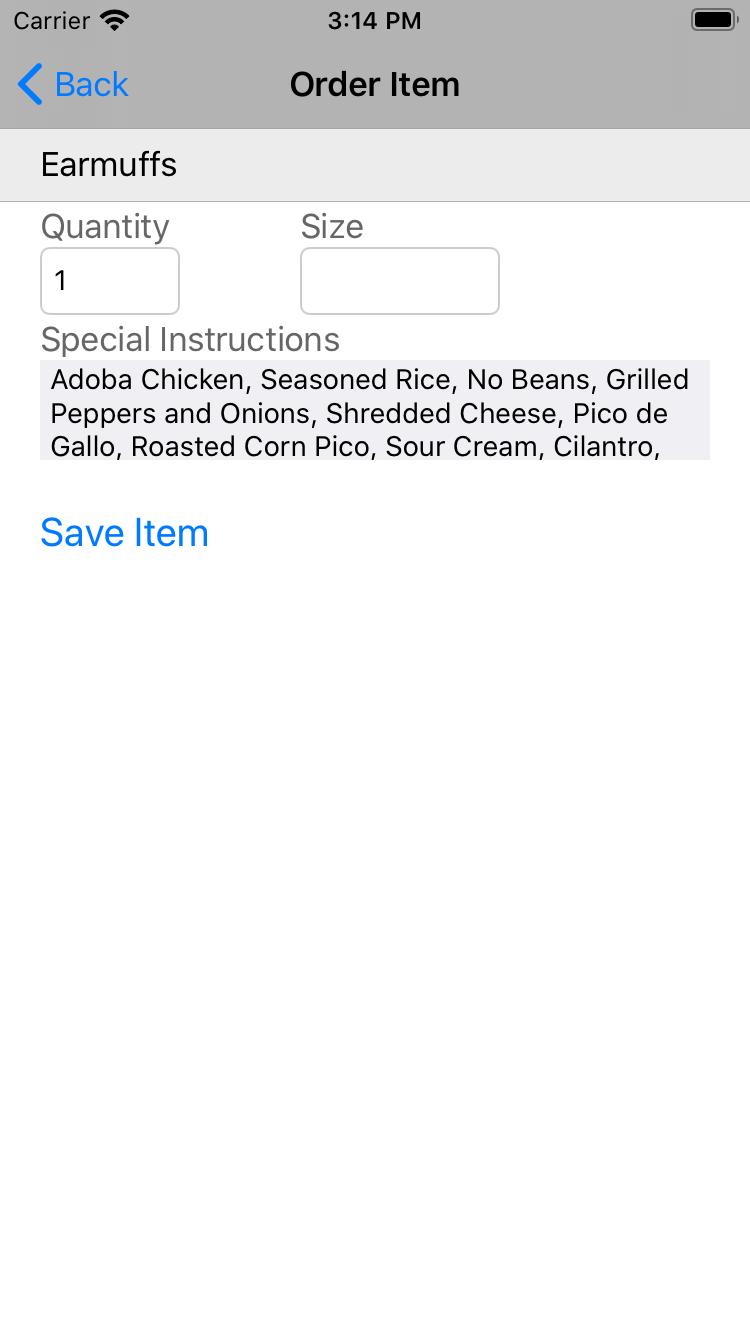 Carrier 3:14 PM
Back Order Item
Earmuffs
Quantity Size
1
Special Instructions
Adoba Chicken, Seasoned Rice, No Beans, Grilled
Peppers and Onions, Shredded Cheese, Pico de
Gallo, Roasted Corn Pico, Sour Cream, Cilantro,
Save Item